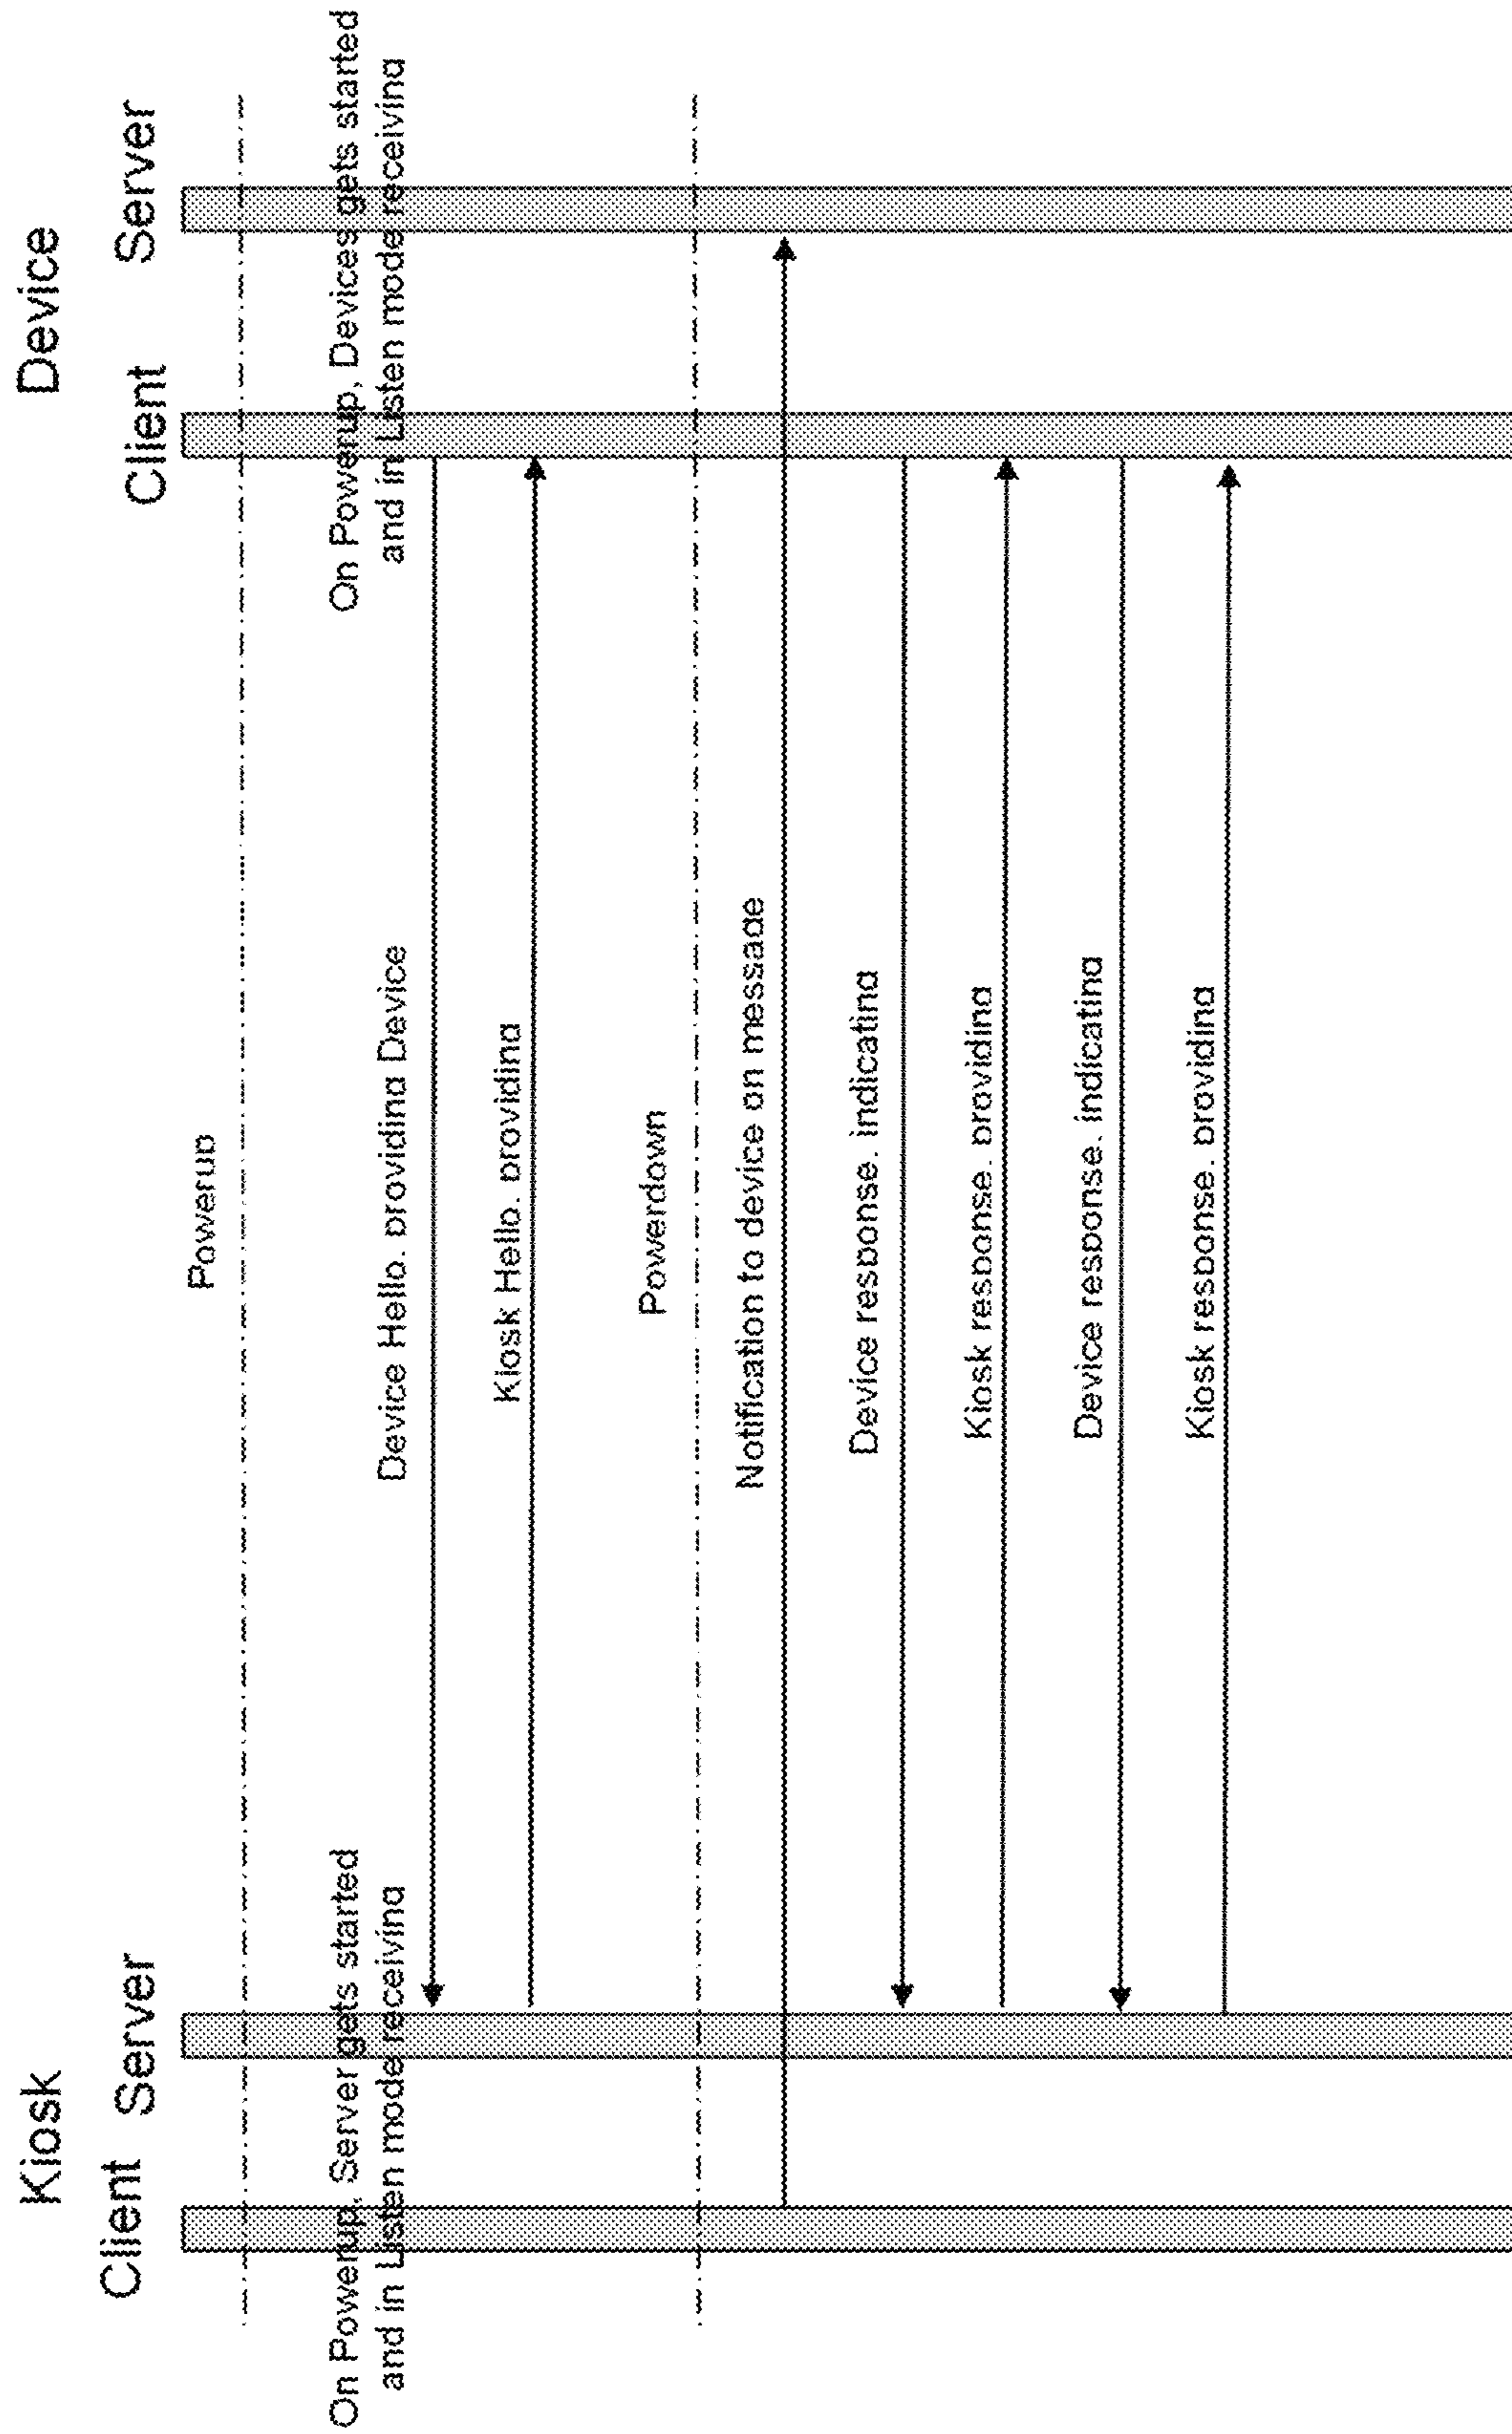 Kiosk
Device
Client
Server
Client
Server
Powerup
On Powerup, Server gets started
and in Listen mode receiving
On Powerup, Devices gets started
and in Listen mode receiving
Device Hello, providing Device
Kiosk Hello, providing
Powerdown
Notification to device on message
Device response, indicating
Kiosk response, providing
Device response, indicating
Kiosk response, providing